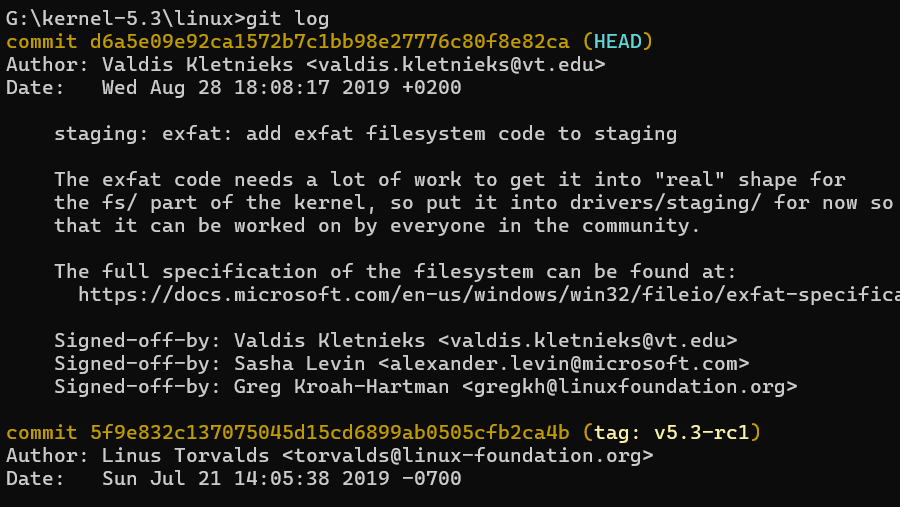 G:\kernel-5.3\linux>git log
commit d6a5e09e92ca1572b7c1bb98e27776c80f8e82ca (HEAD)
Author: Valdis Kletnieks <valdis.kletnieks@vt.edu>
Date:   Wed Aug 28 18:08:17 2019 +0200
staging: exfat: add exfat filesystem code to staging
The exfat code needs a lot of work to get it into "real" shape for
the fs/ part of the kernel, so put it into drivers/staging/ for now so
that it can be worked on by everyone in the community.
The full specification of the filesystem can be found at:
https://docs.microsoft.com/en-us/windows/win32/fileio/exfat-specifica
Signed-off-by: Valdis Kletnieks <valdis.kletnieks@vt.edu>
Signed-off-by: Sasha Levin <alexander.levin@microsoft.com>
Signed-off-by: Greg Kroah-Hartman <gregkh@linuxfoundation.org>
commit 5f9e832c137075045d15cd6899ab0505cfb2ca4b (tag: v5.3-rc1)
Author: Linus Torvalds <torvalds@linux-foundation.org>
Date:   Sun Jul 21 14:05:38 2019 -0700